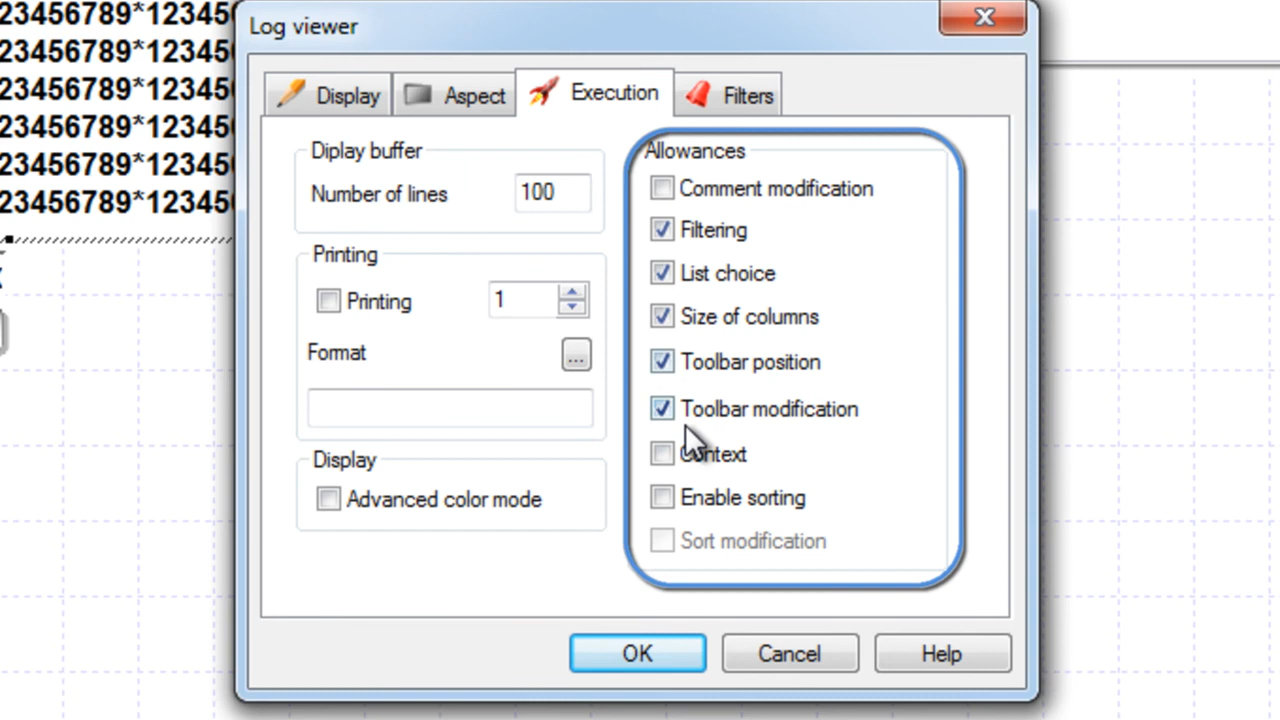 23456789*12345
23456789*12345
23456789*12345
23456789*12345
23456789*12345
23456789*12345
Log viewer
Display
Aspect
Execution
Filters
Diplay buffer
Number of lines
100
Printing
Printing
1
Format
...
Display
Advanced color mode
Allowances
Comment modification
Filtering
List choice
Size of columns
Toolbar position
Toolbar modification
Context
Enable sorting
Sort modification
OK
Cancel
Help